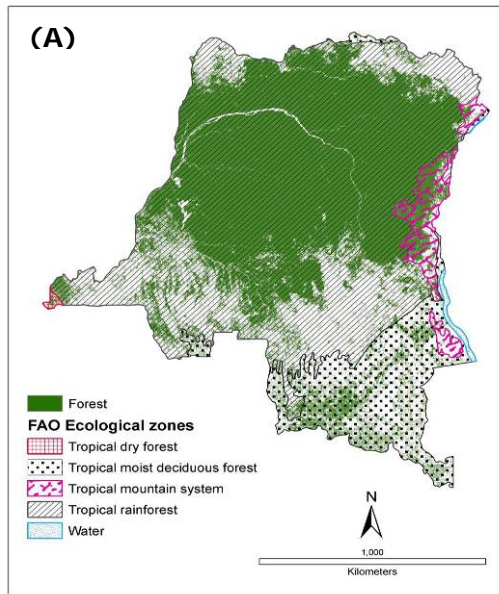 (A)
Forest
FAO Ecological zones
Tropical dry forest
Tropical moist deciduous forest
Tropical mountain system
Tropical rainforest
Water
N
1,000
Kilometers